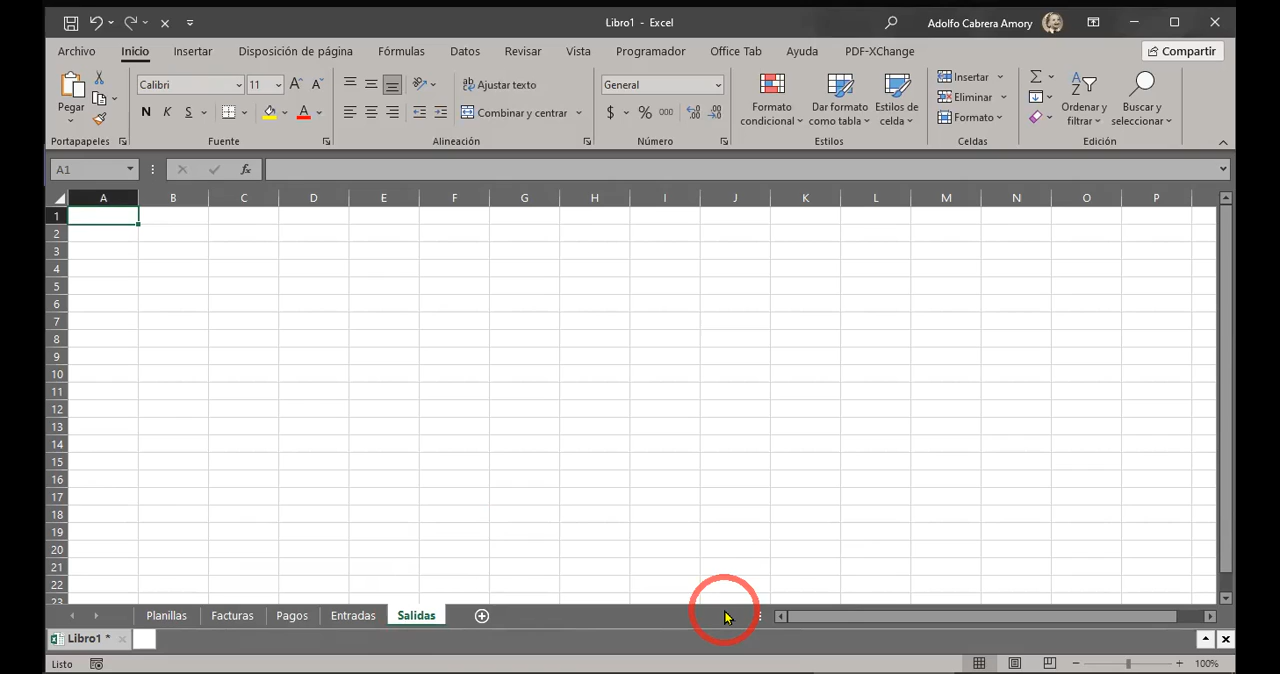 Libro1 - Excel
Adolfo Cabrera Amory
Archivo Inicio Insertar Disposición de página Fórmulas Datos Revisar Vista Programador Office Tab Ayuda PDF-XChange Compartir
Pegar
Calibri 11
N K S
Ajustar texto
Combinar y centrar
General
$ % 000
Formato condicional
Dar formato como tabla
Estilos de celda
Insertar
Eliminar
Formato
Ordenar y filtrar
Buscar y seleccionar
Portapapeles Fuente Alineación Número Estilos Celdas Edición
A1 fx
A B C D E F G H I J K L M N O P
1
2
3
4
5
6
7
8
9
10
11
12
13
14
15
16
17
18
19
20
21
22
23
Planillas Facturas Pagos Entradas Salidas
Libro1 *
Listo 100%